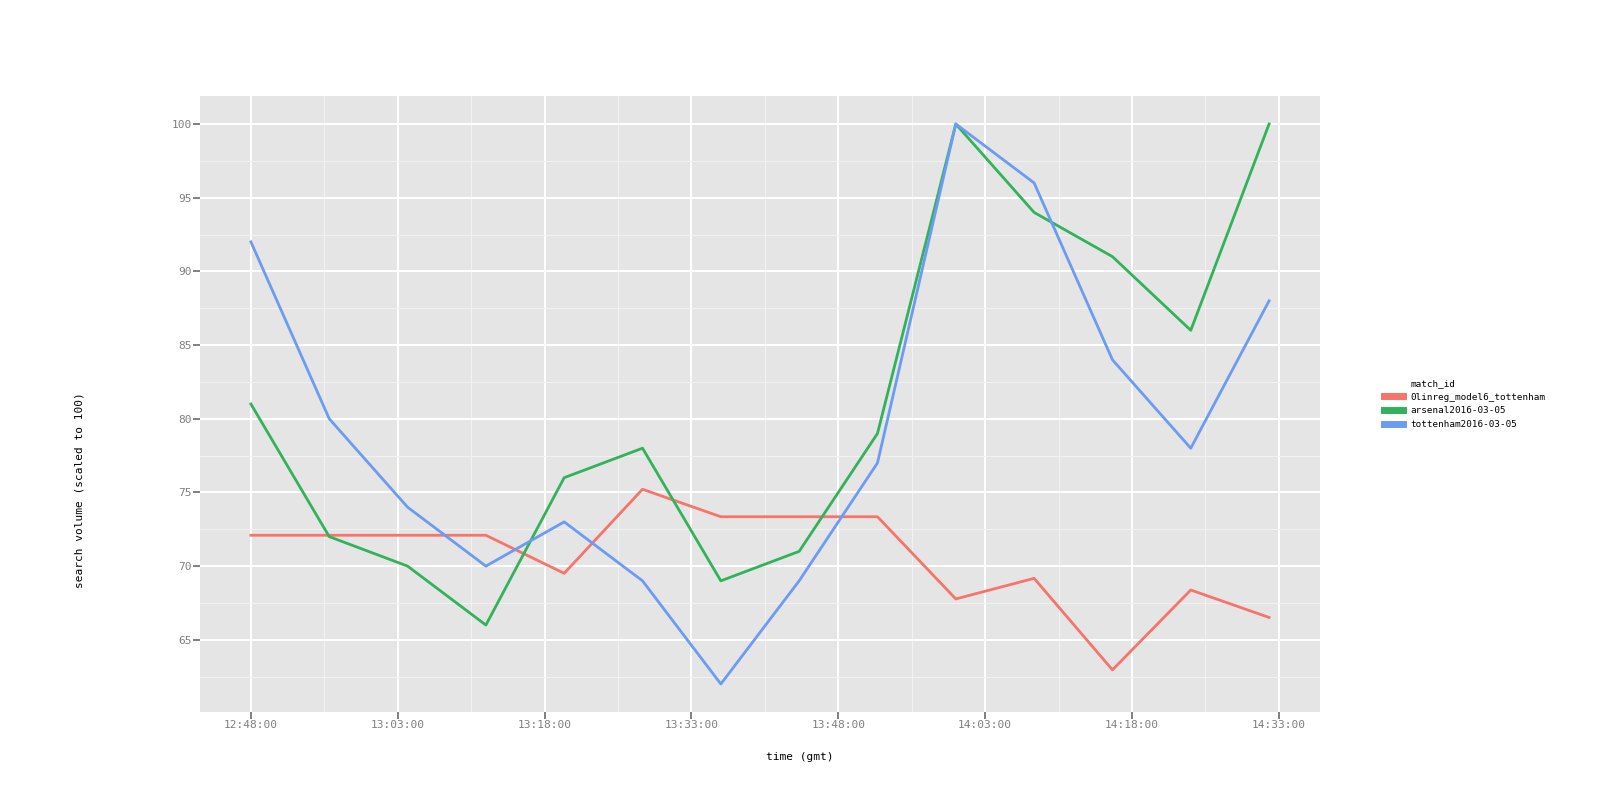 100
95
90
85
80
75
70
65
search volume (scaled to 100)
12:48:00 13:03:00 13:18:00 13:33:00 13:48:00 14:03:00 14:18:00 14:33:00
time (gmt)
match_id
0linreg_model6_tottenham
arsenal2016-03-05
tottenham2016-03-05